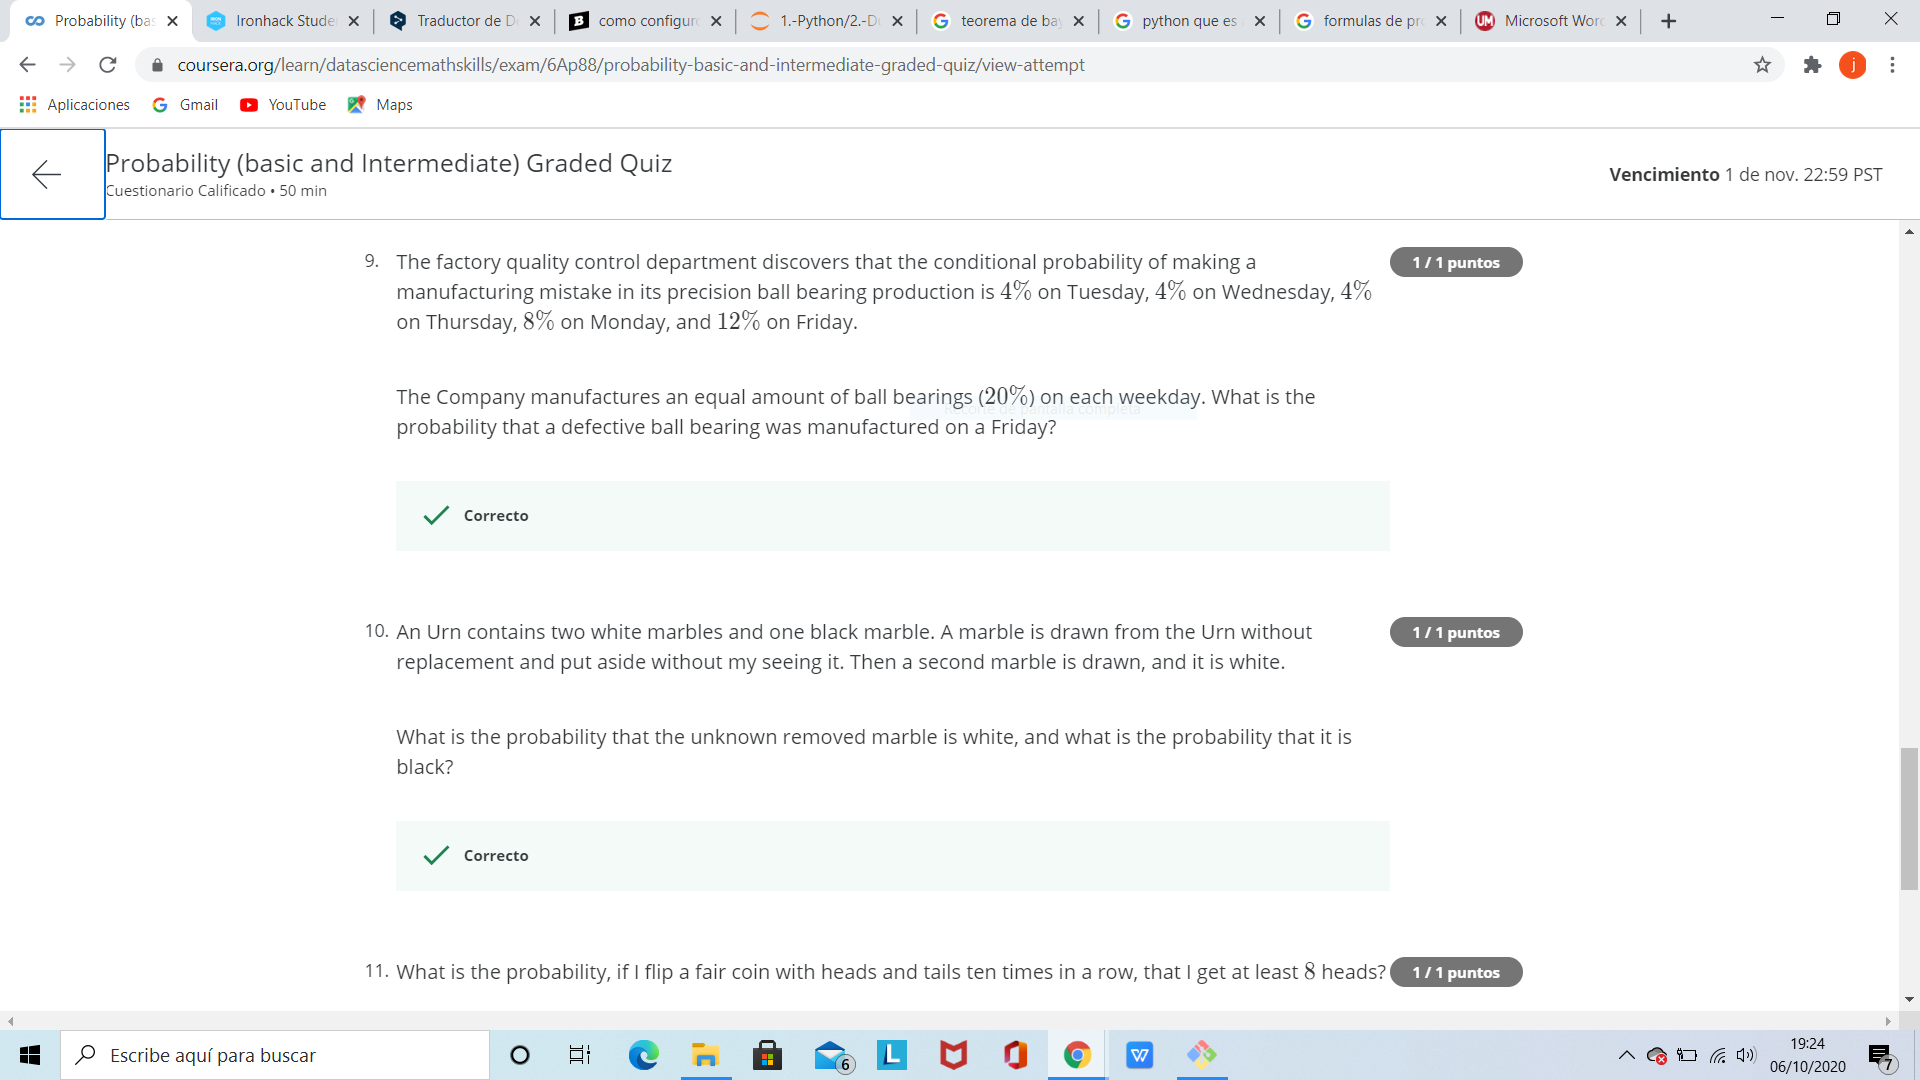 Probability (bas
Ironhack Stude
Traductor de D
como configur
1.-Python/2.-D
teorema de bay
python que es
formulas de pr
Microsoft Wor
coursera.org/learn/datasciencemathskills/exam/6Ap88/probability-basic-and-intermediate-graded-quiz/view-attempt
j
Aplicaciones
Gmail
YouTube
Maps
Probability (basic and Intermediate) Graded Quiz
Cuestionario Calificado • 50 min
Vencimiento 1 de nov. 22:59 PST
9. The factory quality control department discovers that the conditional probability of making a
manufacturing mistake in its precision ball bearing production is 4% on Tuesday, 4% on Wednesday, 4%
on Thursday, 8% on Monday, and 12% on Friday.
1 / 1 puntos
The Company manufactures an equal amount of ball bearings (20%) on each weekday. What is the
Recorte de pantalla completa
probability that a defective ball bearing was manufactured on a Friday?
Correcto
10. An Urn contains two white marbles and one black marble. A marble is drawn from the Urn without
replacement and put aside without my seeing it. Then a second marble is drawn, and it is white.
1 / 1 puntos
What is the probability that the unknown removed marble is white, and what is the probability that it is
black?
Correcto
11. What is the probability, if I flip a fair coin with heads and tails ten times in a row, that I get at least 8 heads?
1 / 1 puntos
Escribe aquí para buscar
6
L
W
19:24
06/10/2020
7